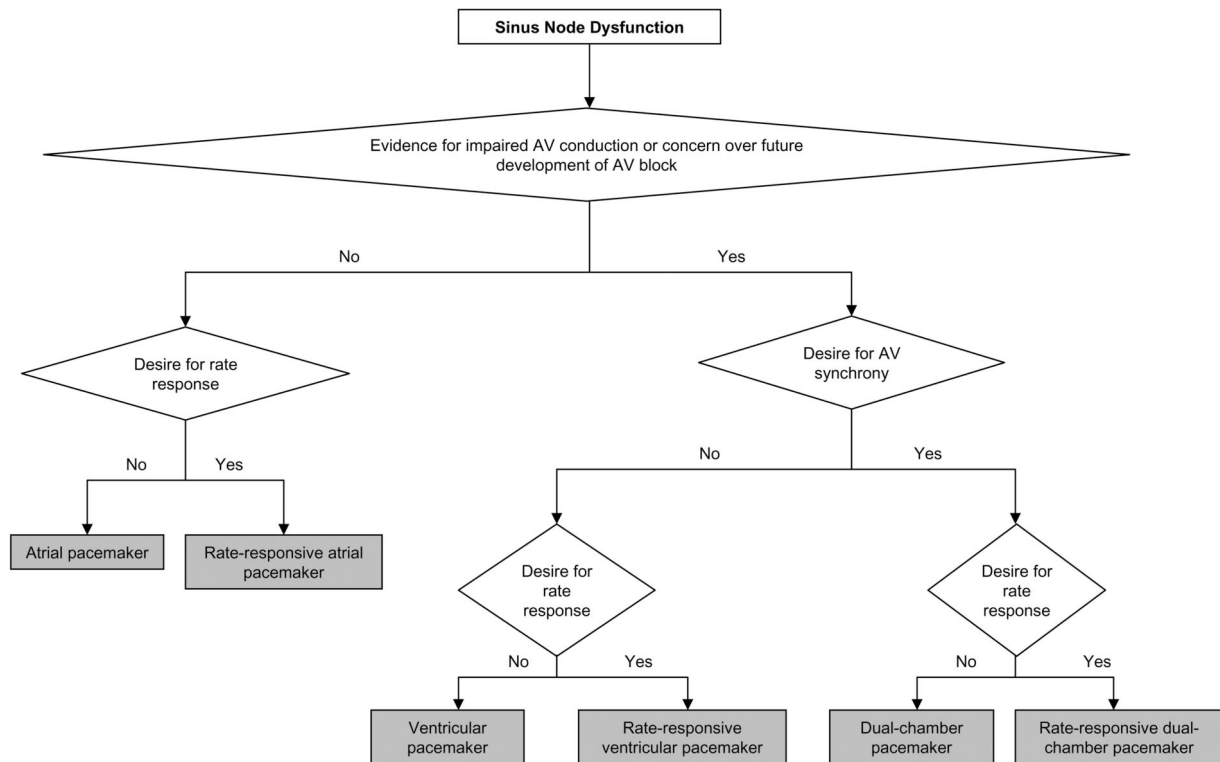 Sinus Node Dysfunction
Evidence for impaired AV conduction or concern over future
development of AV block
No
Yes
Desire for rate
response
Desire for AV
synchrony
No
Yes
No
Yes
Atrial pacemaker
Rate-responsive atrial
pacemaker
Desire for
rate
response
Desire for
rate
response
No
Yes
No
Yes
Ventricular
pacemaker
Rate-responsive
ventricular pacemaker
Dual-chamber
pacemaker
Rate-responsive dual-
chamber pacemaker